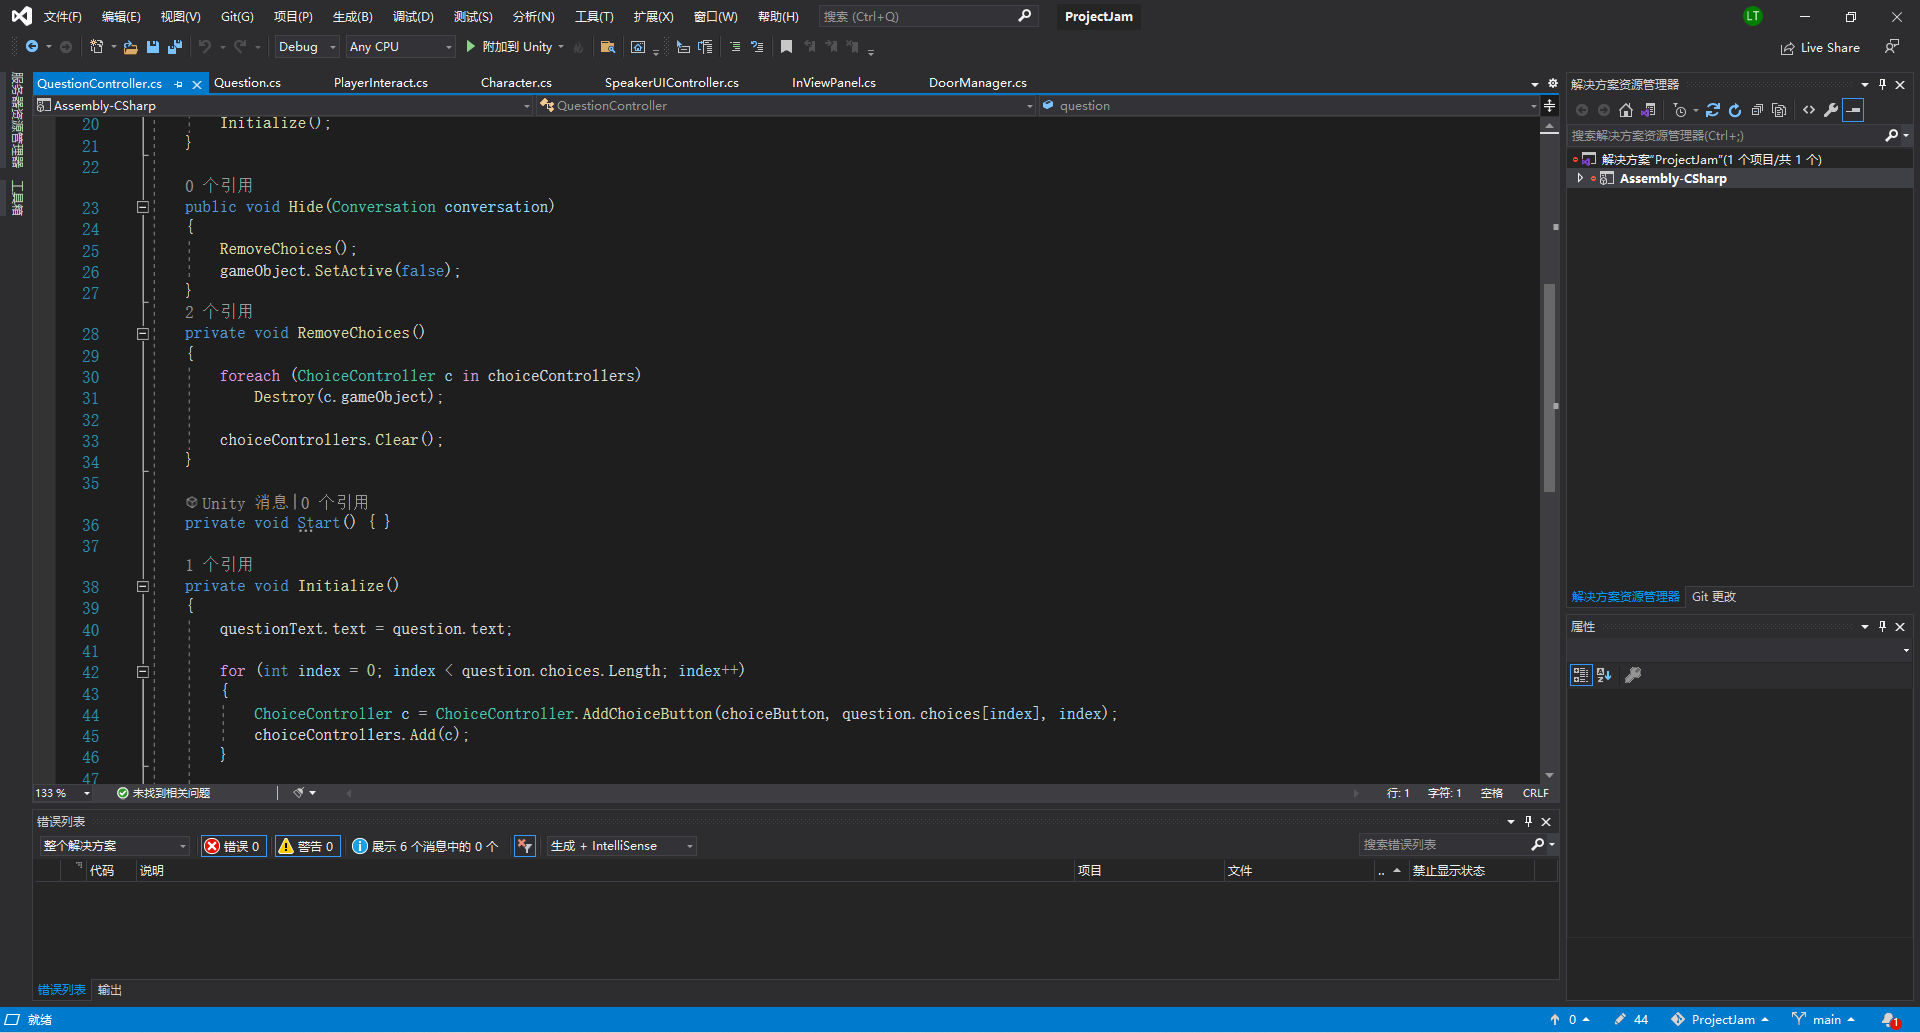 文件(F) 编辑(E) 视图(V) Git(G) 项目(P) 生成(B) 调试(D) 测试(S) 分析(N) 工具(T) 扩展(X) 窗口(W) 帮助(H) 搜索 (Ctrl+Q) ProjectJam LT
Debug Any CPU 附加到 Unity Live Share
服务器资源管理器
工具箱
QuestionController.cs Question.cs PlayerInteract.cs Character.cs SpeakerUIController.cs InViewPanel.cs DoorManager.cs
Assembly-CSharp QuestionController question
20 Initialize();
21 }
22
0 个引用
23 public void Hide(Conversation conversation)
24 {
25 RemoveChoices();
26 gameObject.SetActive(false);
27 }
2 个引用
28 private void RemoveChoices()
29 {
30 foreach (ChoiceController c in choiceControllers)
31 Destroy(c.gameObject);
32
33 choiceControllers.Clear();
34 }
35
Unity 消息|0 个引用
36 private void Start() { }
37
1 个引用
38 private void Initialize()
39 {
40 questionText.text = question.text;
41
42 for (int index = 0; index < question.choices.Length; index++)
43 {
44 ChoiceController c = ChoiceController.AddChoiceButton(choiceButton, question.choices[index], index);
45 choiceControllers.Add(c);
46 }
47
133 % 未找到相关问题 行: 1 字符: 1 空格 CRLF
错误列表
整个解决方案 错误 0 警告 0 展示 6 个消息中的 0 个 生成 + IntelliSense 搜索错误列表
代码 说明 项目 文件 .. 禁止显示状态
错误列表 输出
解决方案资源管理器
搜索解决方案资源管理器(Ctrl+;)
解决方案"ProjectJam"(1 个项目/共 1 个)
Assembly-CSharp
解决方案资源管理器 Git 更改
属性
就绪 0 44 ProjectJam main 1